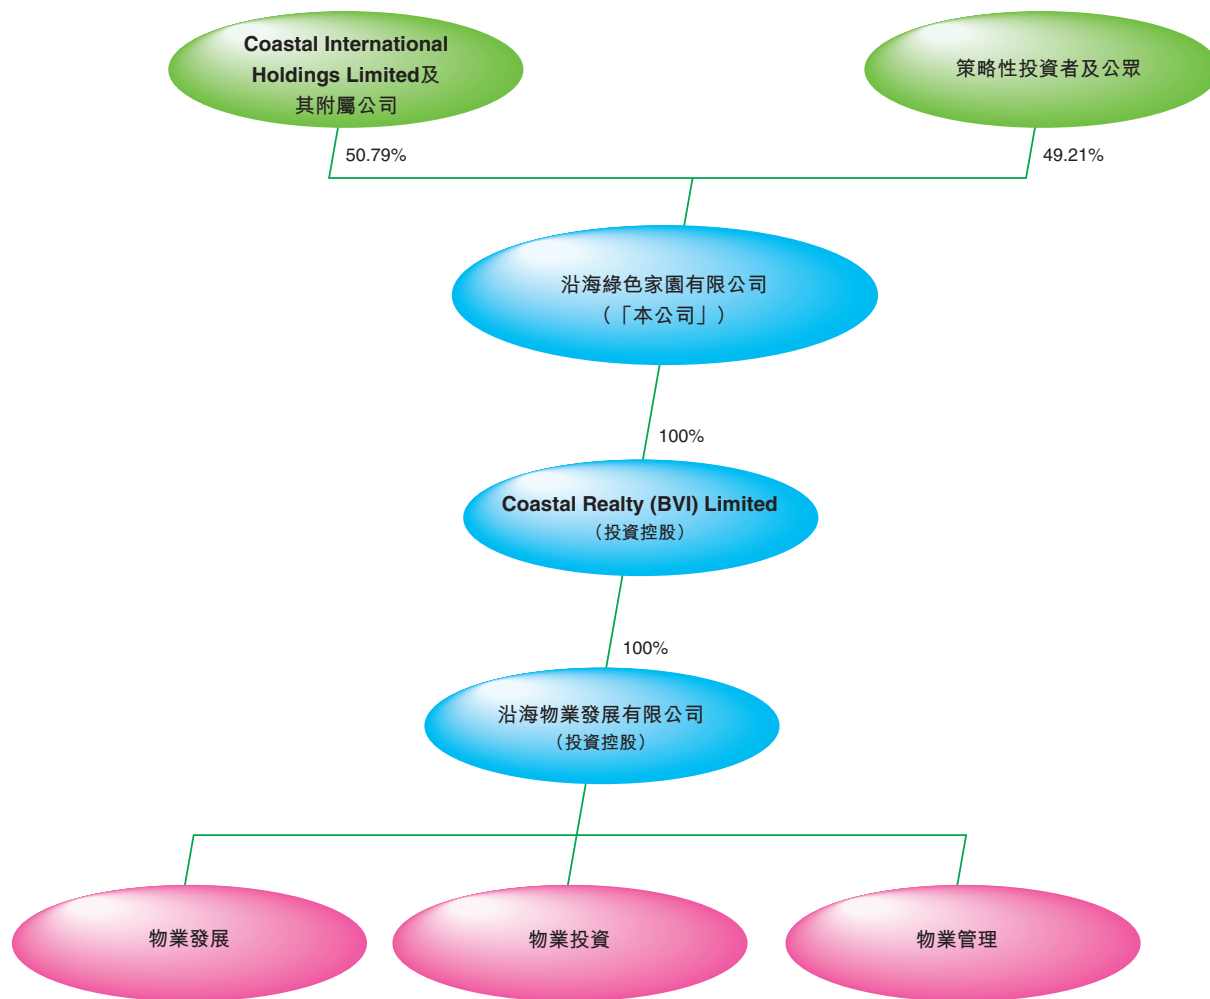 Coastal International
Holdings Limited及
其附屬公司
策略性投資者及公眾
50.79%
49.21%
沿海綠色家園有限公司
（「本公司」）
100%
Coastal Realty (BVI) Limited
（投資控股）
100%
沿海物業發展有限公司
（投資控股）
物業發展
物業投資
物業管理